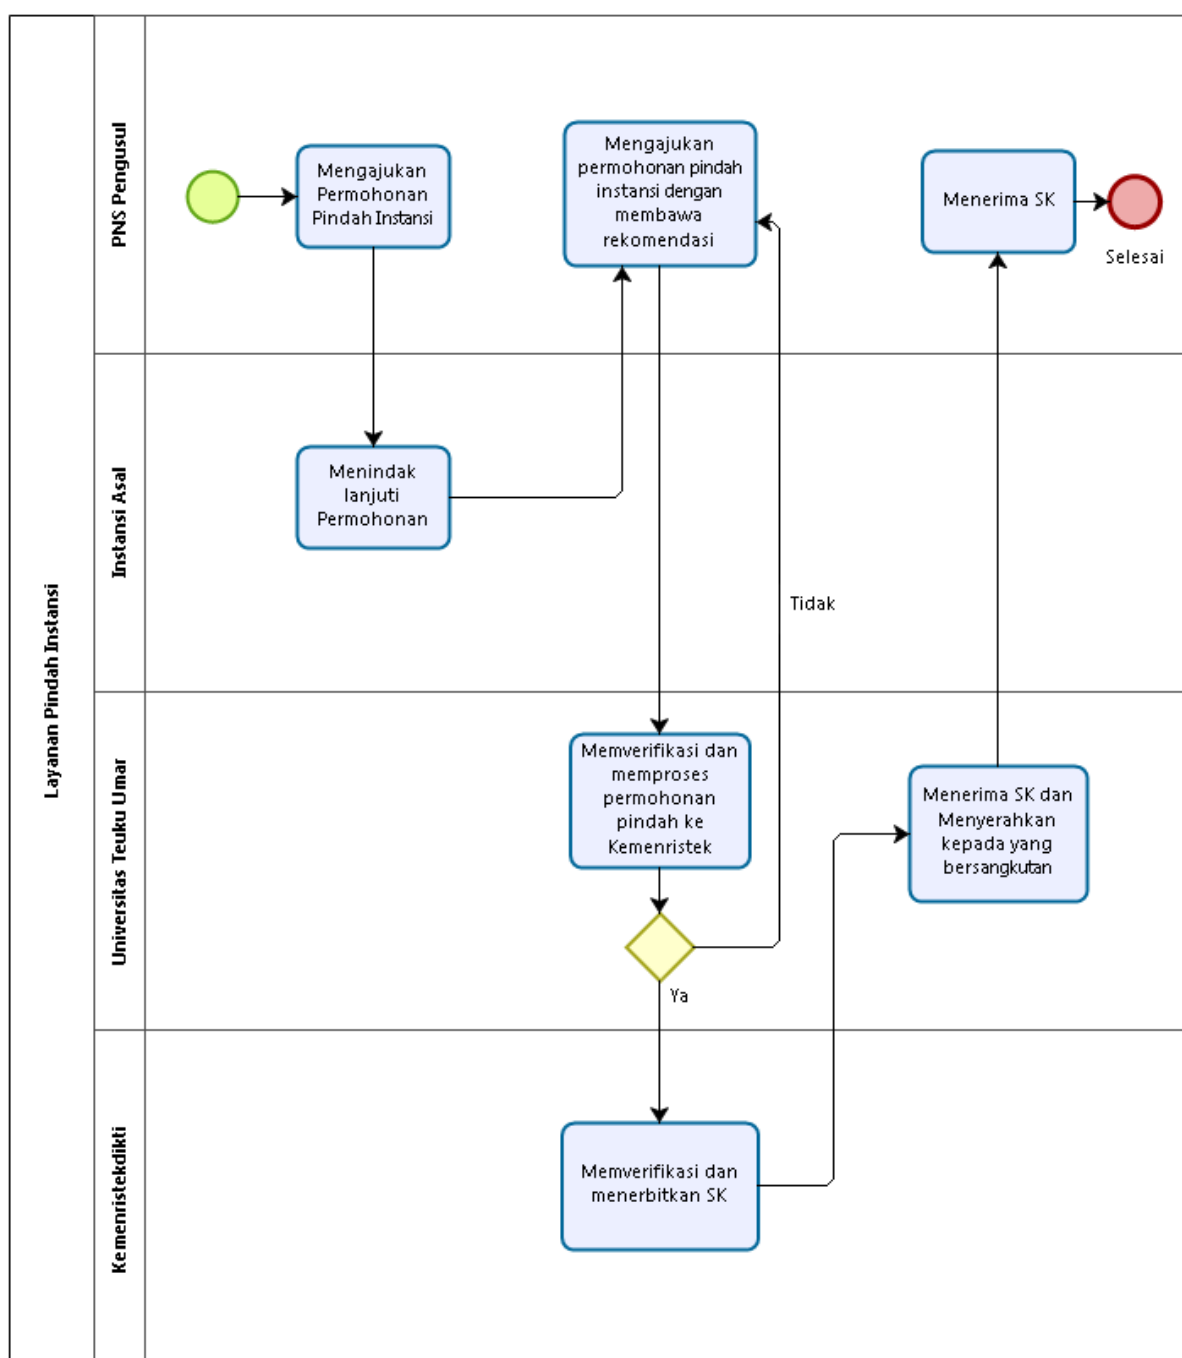 Layanan Pindah Instansi
PNS Pengusul
Mengajukan
Permohonan
Pindah Instansi
Mengajukan
permohonan pindah
instansi dengan
membawa
rekomendasi
Menerima SK
Selesai
Instansi Asal
Menindak
lanjuti
Permohonan
Tidak
Universitas Teuku Umar
Memverifikasi dan
memproses
permohonan
pindah ke
Kemenristek
Menerima SK dan
Menyerahkan
kepada yang
bersangkutan
Ya
Kemenristekdikti
Memverifikasi dan
menerbitkan SK